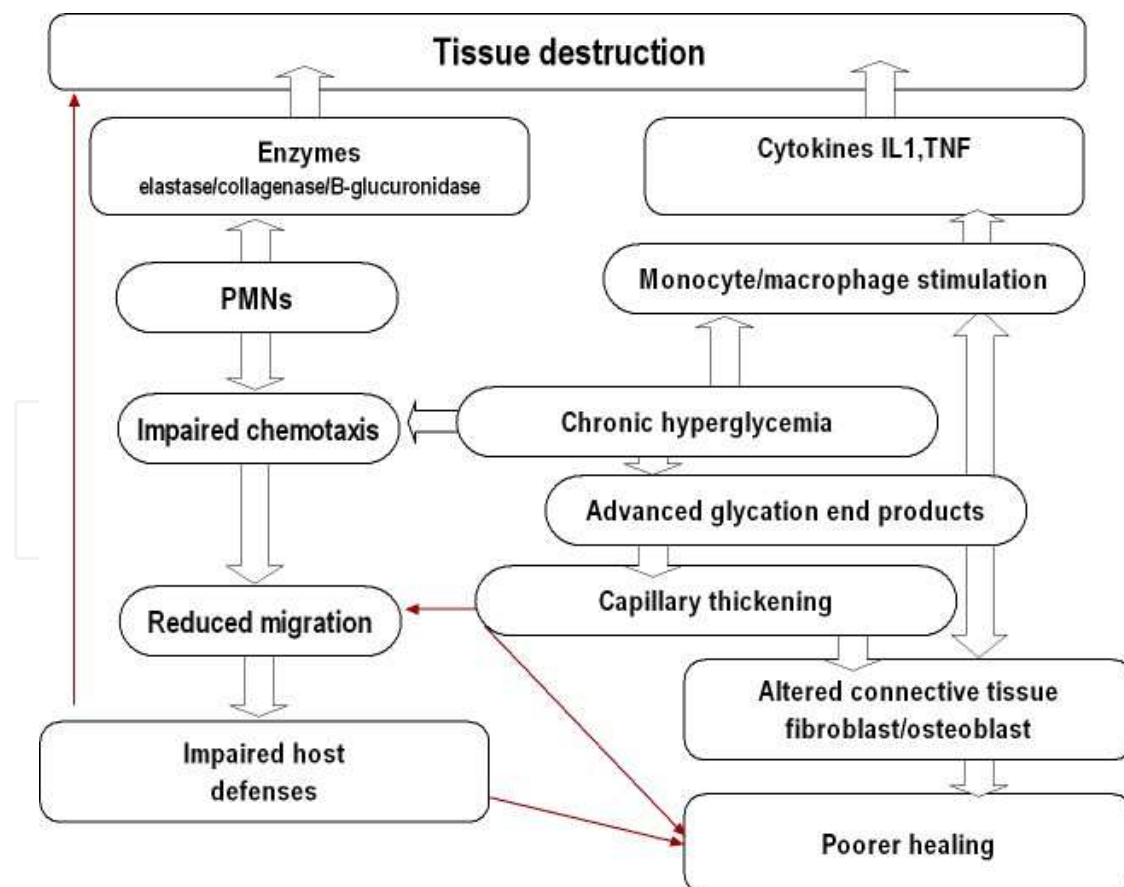 Tissue destruction
Enzymes
elastase/collagenase/B-glucuronidase
Cytokines IL1,TNF
PMNs
Monocyte/macrophage stimulation
Impaired chemotaxis
Chronic hyperglycemia
Advanced glycation end products
Capillary thickening
Reduced migration
Altered connective tissue
fibroblast/osteoblast
Impaired host
defenses
Poorer healing